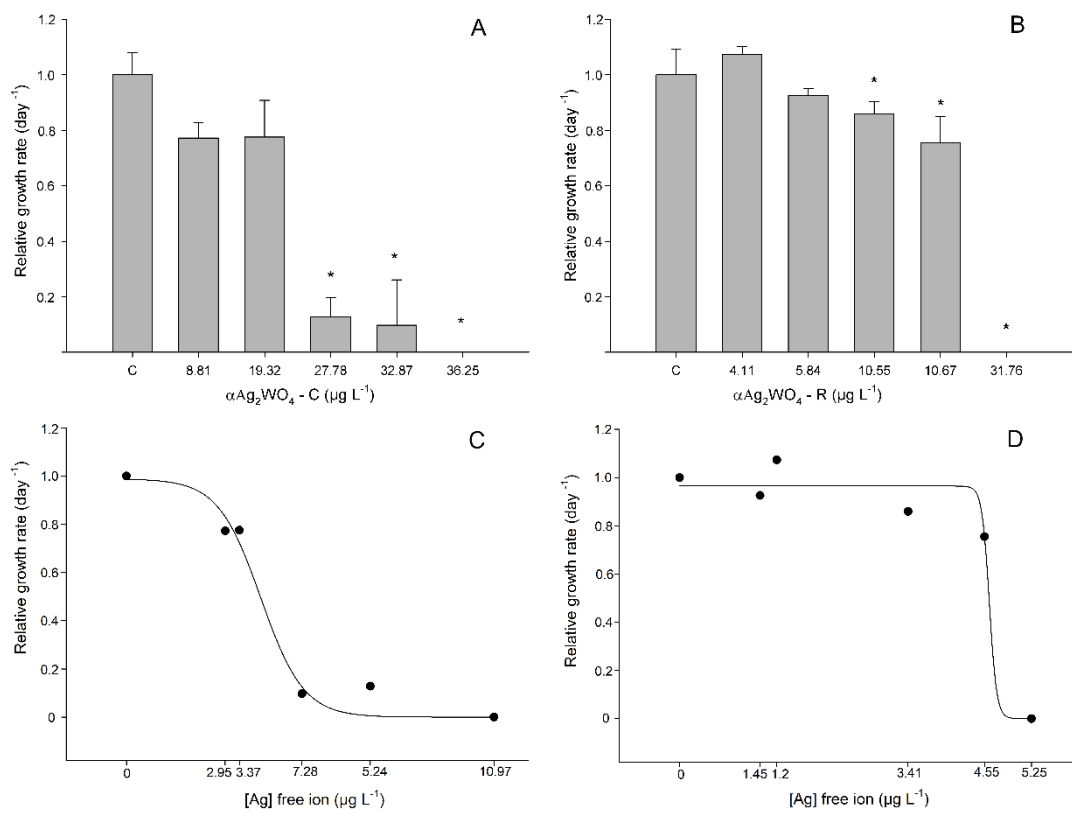 A
1.2
1.0
0.8
0.6
0.4
0.2
Relative growth rate (day -1)
*
*
*
C 8.81 19.32 27.78 32.87 36.25
αAg2WO4 - C (µg L-1)
B
1.2
1.0
0.8
0.6
0.4
0.2
Relative growth rate (day -1)
*
*
*
C 4.11 5.84 10.55 10.67 31.76
αAg2WO4 - R (µg L-1)
C
1.2
1.0
0.8
0.6
0.4
0.2
0
Relative growth rate (day -1)
0 2.95 3.37 7.28 5.24 10.97
[Ag] free ion (µg L-1)
D
1.2
1.0
0.8
0.6
0.4
0.2
0
Relative growth rate (day -1)
0 1.45 1.2 3.41 4.55 5.25
[Ag] free ion (µg L-1)